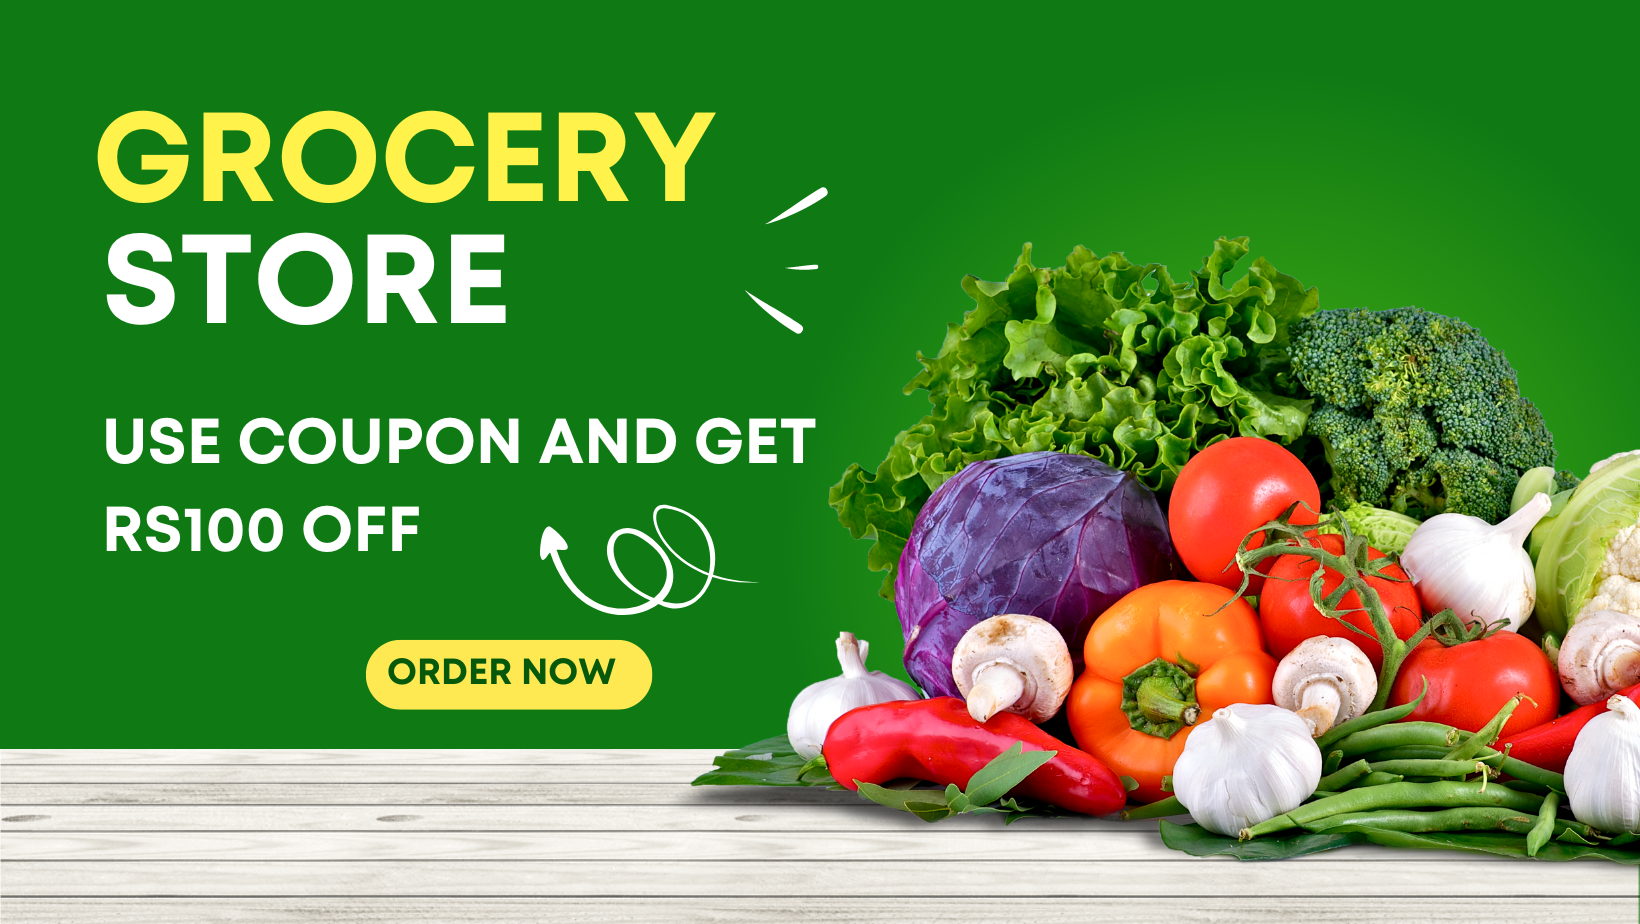 GROCERY
STORE
USE COUPON AND GET
RS100 OFF
ORDER NOW